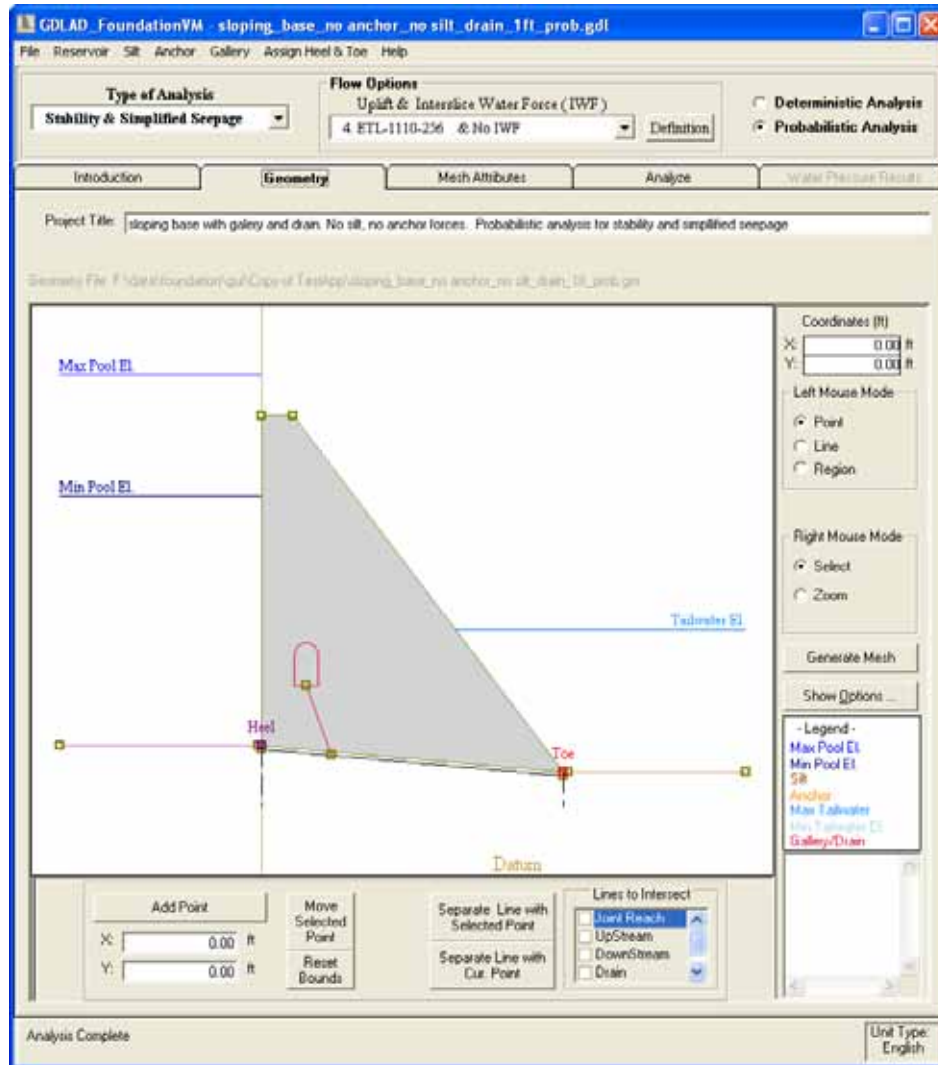 GDLAD_FoundationVM - sloping_base_no anchor_no silt_drain_1ft_prob.gdl
File Reservoir Silt Anchor Gallery Assign Heel & Toe Help
Type of Analysis
Stability & Simplified Seepage
Flow Options
Uplift & Interslice Water Force ( IWF )
4. ETL-1110-256 & No IWF
Definition
Deterministic Analysis
Probabilistic Analysis
Introduction
Geometry
Mesh Attributes
Analyze
Water Pressure Results
Project Title: sloping base with galery and drain. No silt, no anchor forces. Probabilistic analysis for stability and simplified seepage
Geometry File:
Max Pool El.
Min Pool El.
Tailwater El.
Heel
Toe
Datum
Coordinates (ft)
X: 0.00 ft
Y: 0.00 ft
Left Mouse Mode
Point
Line
Region
Right Mouse Mode
Select
Zoom
Generate Mesh
Show Options ...
- Legend -
Max Pool El.
Min Pool El.
Silt
Anchor
Max Tailwater
Min Tailwater El.
Gallery/Drain
Add Point
X: 0.00 ft
Y: 0.00 ft
Move
Selected
Point
Reset
Bounds
Separate Line with
Selected Point
Separate Line with
Cur. Point
Lines to Intersect
Joint Reach
UpStream
DownStream
Drain
Analysis Complete
Unit Type:
English